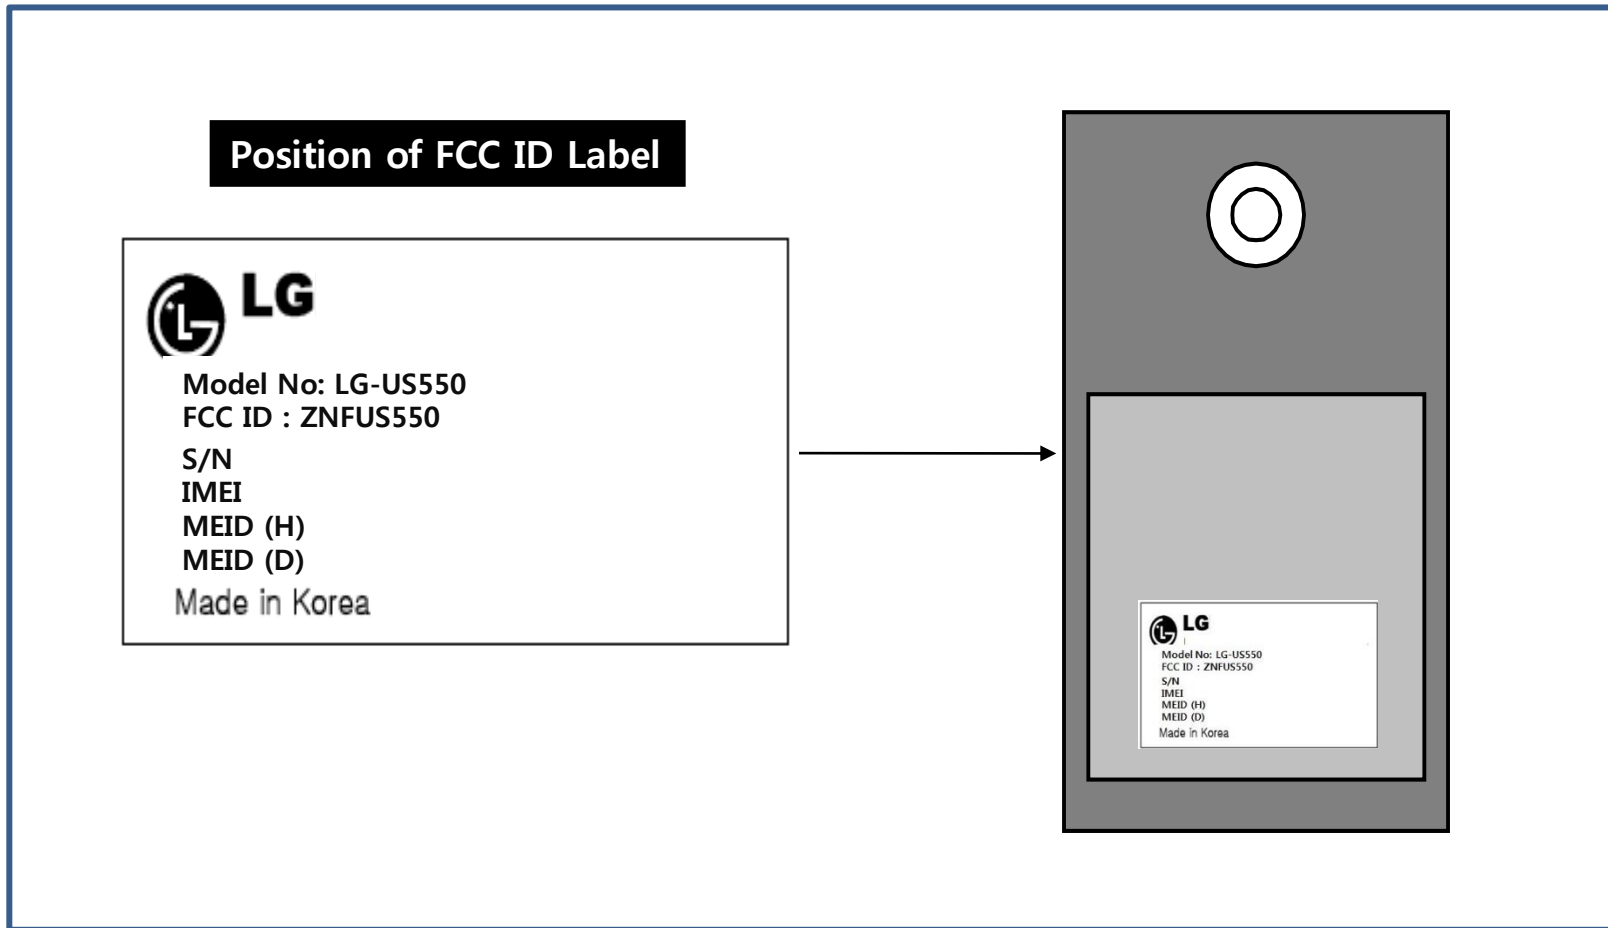 Position of FCC ID Label
LG
Model No: LG-US550
FCC ID : ZNFUS550
S/N
IMEI
MEID (H)
MEID (D)
Made in Korea
LG
Model No: LG-US550
FCC ID : ZNFUS550
S/N
IMEI
MEID (H)
MEID (D)
Made in Korea